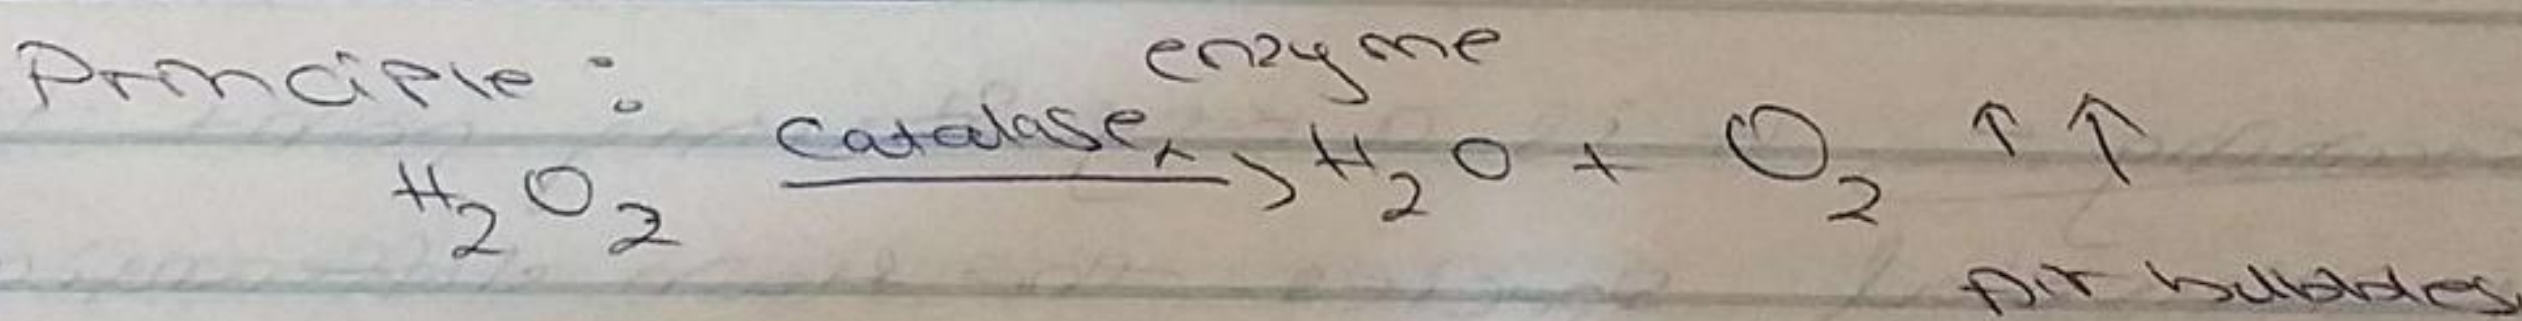 Principle :
H₂O₂ catalase enzyme → H₂O + O₂ ↑ ↑
Air bubbles